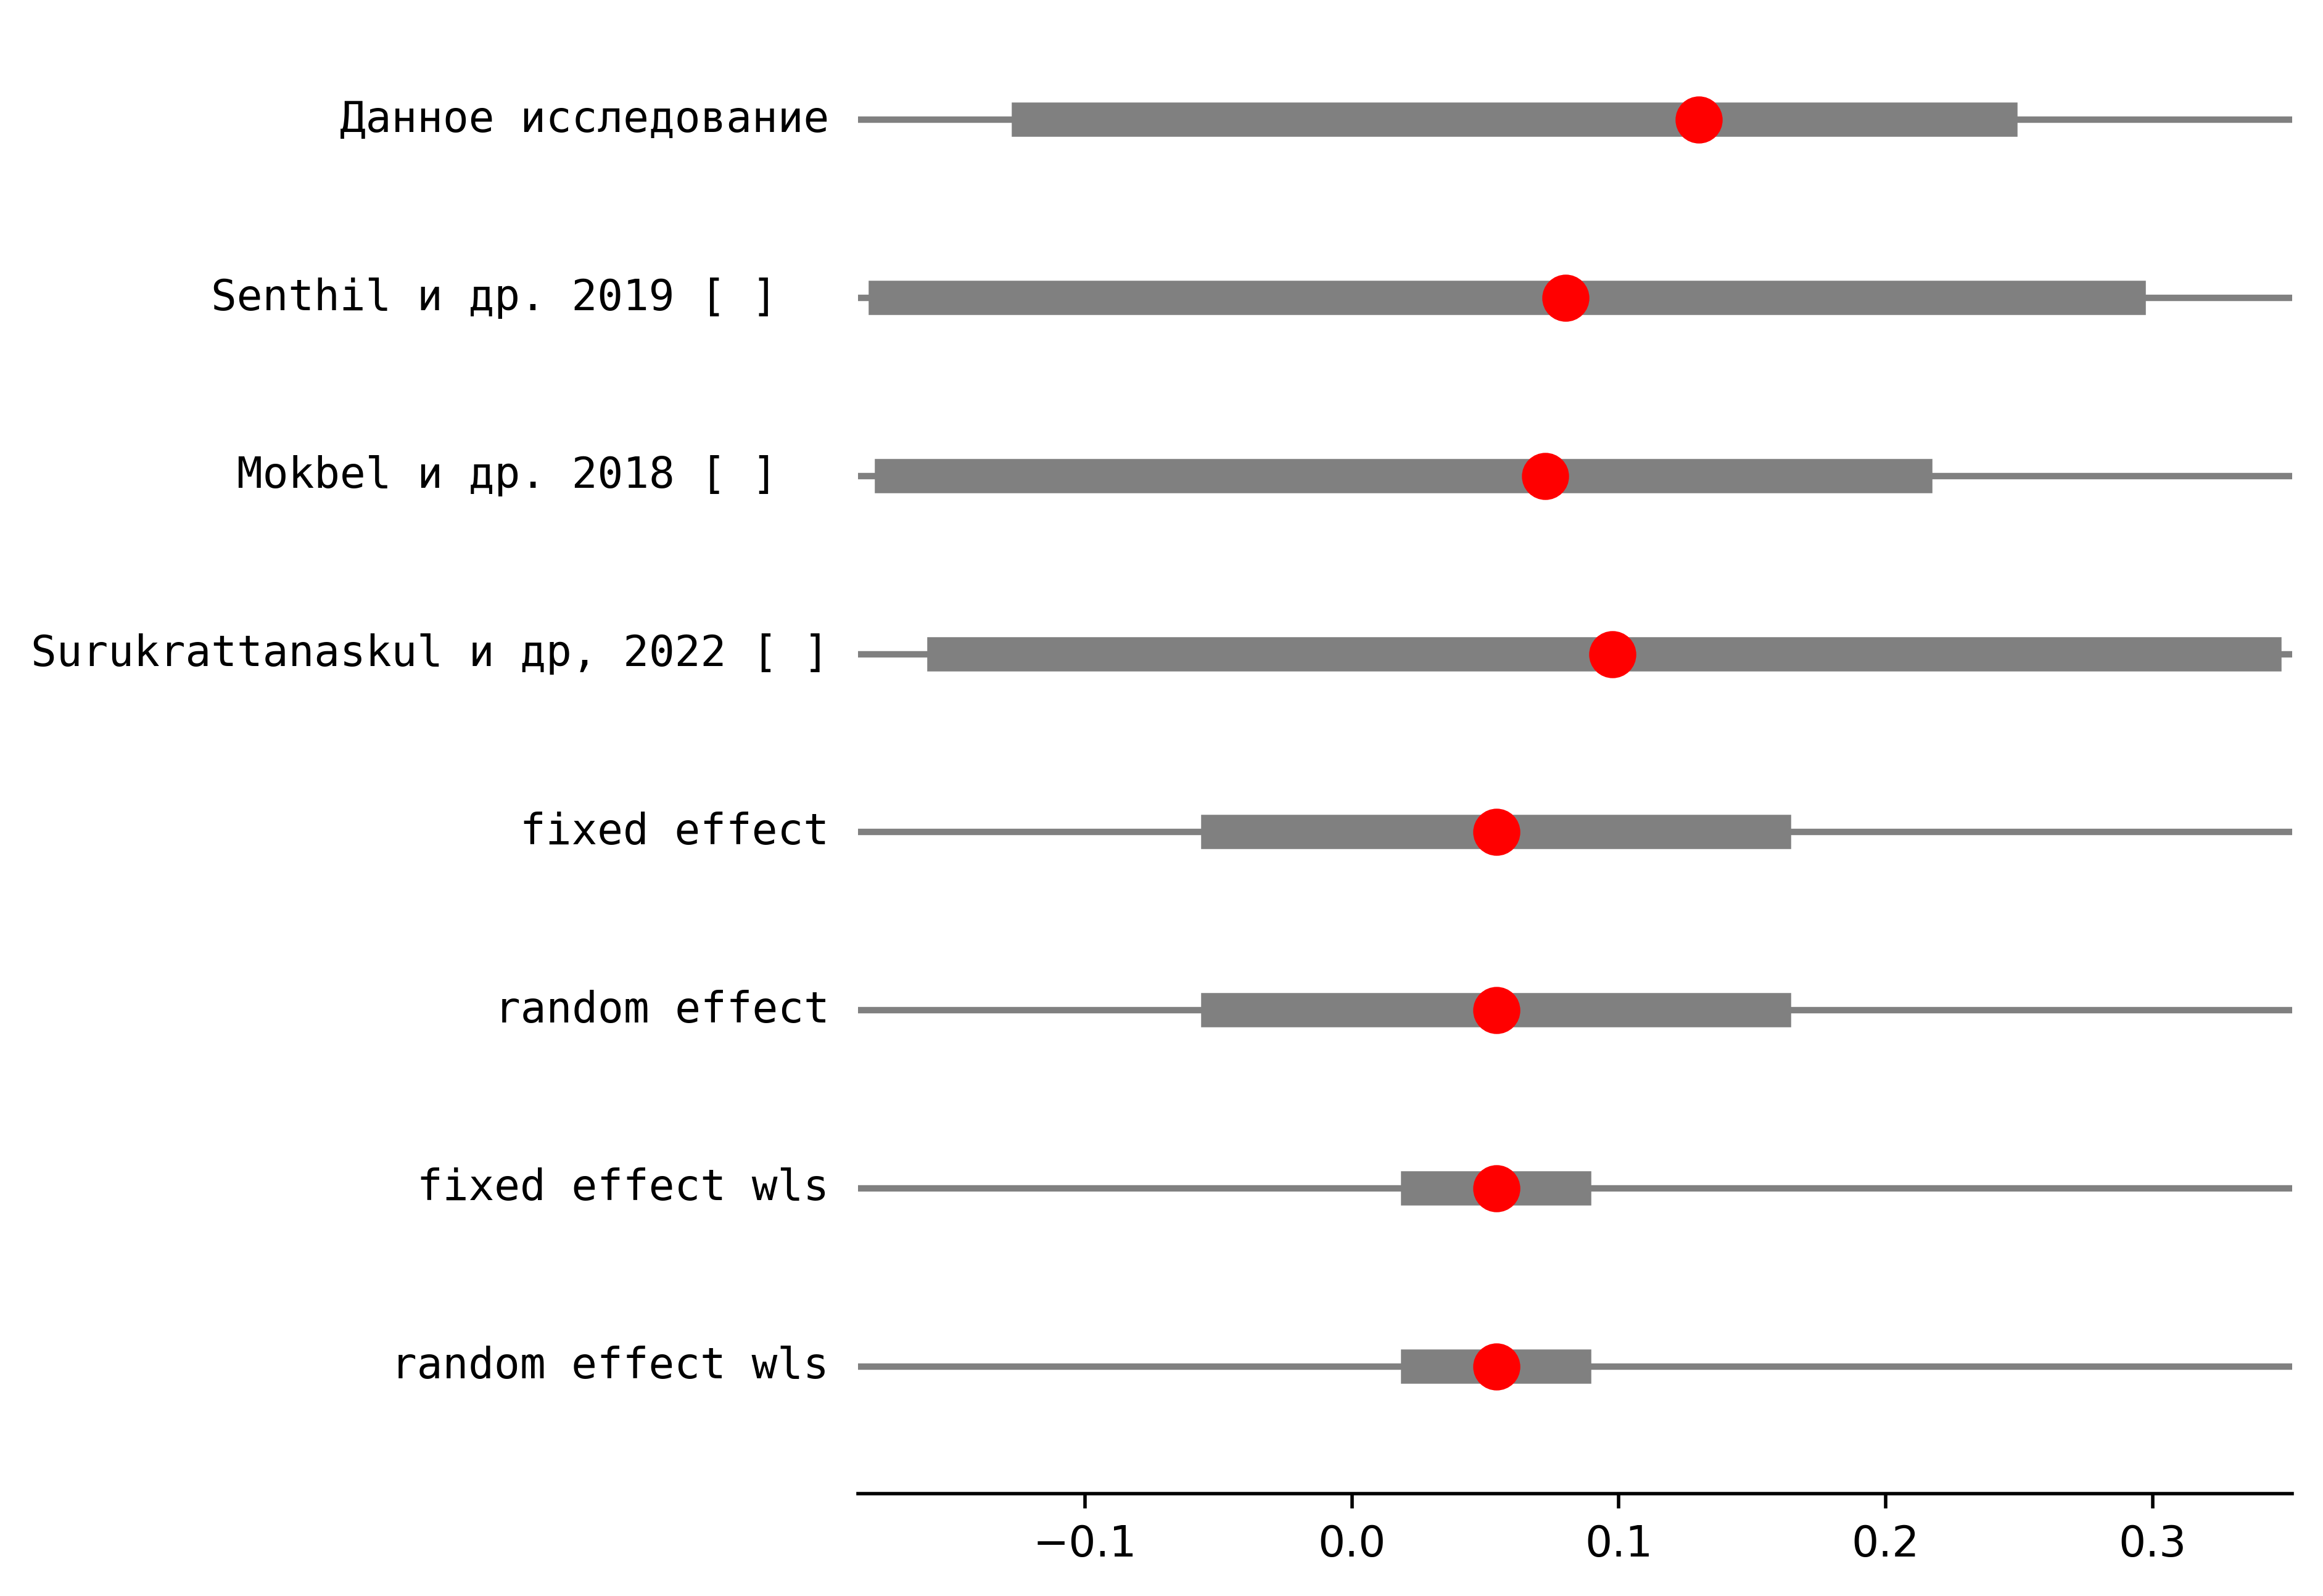 Данное исследование
Senthil и др. 2019 [ ]
Mokbel и др. 2018 [ ]
Surukrattanaskul и др, 2022 [ ]
fixed effect
random effect
fixed effect wls
random effect wls
−0.1 0.0 0.1 0.2 0.3